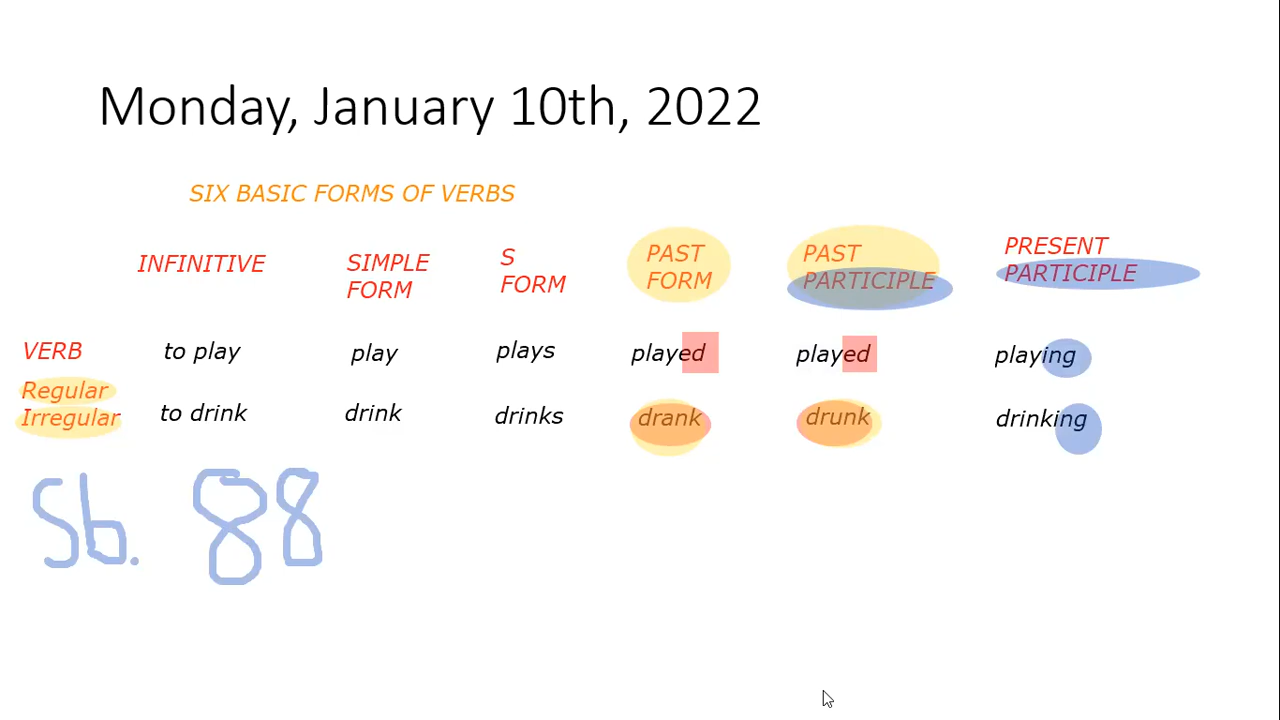 Monday, January 10th, 2022
SIX BASIC FORMS OF VERBS
INFINITIVE SIMPLE FORM S FORM PAST FORM PAST PARTICIPLE PRESENT PARTICIPLE
VERB
Regular to play play plays played played playing
Irregular to drink drink drinks drank drunk drinking
Sb. 88